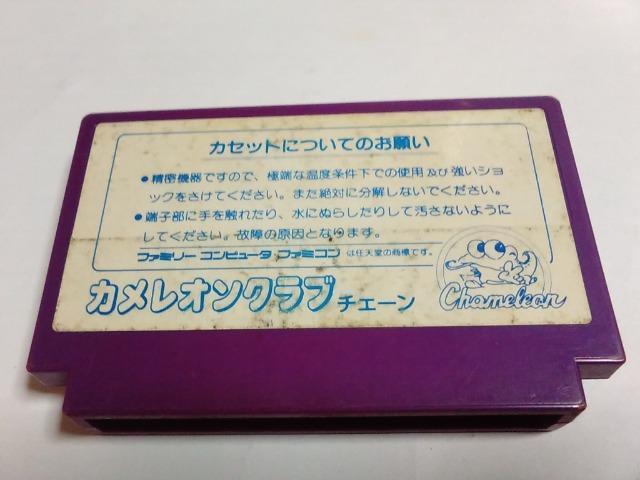 カセットについてのお願い
●精密機器ですので、極端な温度条件下での使用及び強いショ
ックをさけてください。また絶対に分解しないでください。
●端子部に手を触れたり、水にぬらしたりして汚さないように
してください。故障の原因となります。
ファミリー コンピュータ ファミコン は任天堂の商標です。
カメレオンクラブ チェーン
Chameleon